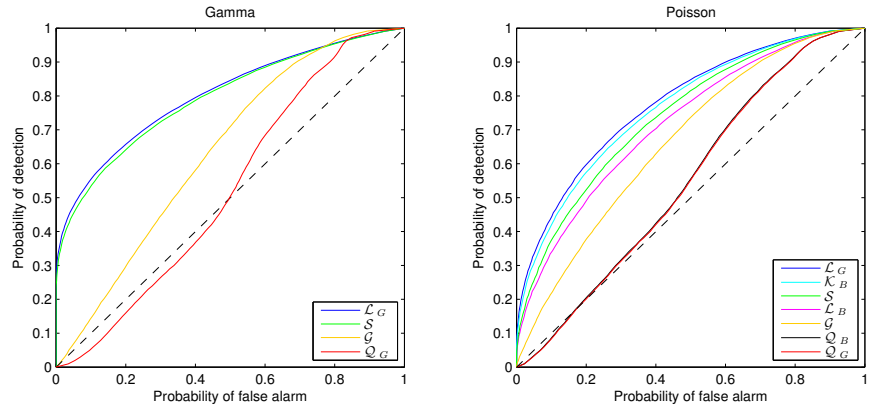 Gamma
1
0.9
0.8
0.7
0.6
0.5
0.4
0.3
0.2
0.1
0
Probability of detection
0
0.2
0.4
0.6
0.8
1
Probability of false alarm
ℒ G
𝒮
𝒢
𝒬 G
Poisson
1
0.9
0.8
0.7
0.6
0.5
0.4
0.3
0.2
0.1
0
Probability of detection
0
0.2
0.4
0.6
0.8
1
Probability of false alarm
ℒ G
𝒦 B
𝒮
ℒ B
𝒢
𝒬 B
𝒬 G